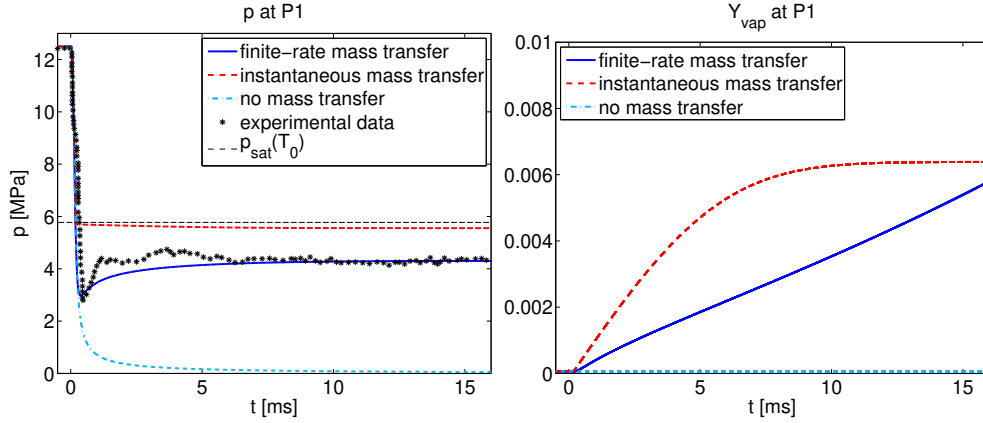 p at P1
12
10
8
6
4
2
0
p [MPa]
0
5
10
15
t [ms]
finite-rate mass transfer
instantaneous mass transfer
no mass transfer
experimental data
p_sat(T_0)
Y_vap at P1
0.01
0.008
0.006
0.004
0.002
0
0
5
10
15
t [ms]
finite-rate mass transfer
instantaneous mass transfer
no mass transfer